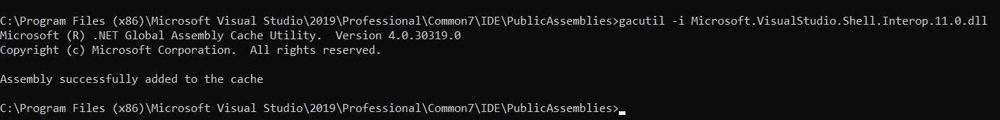 C:\Program Files (x86)\Microsoft Visual Studio\2019\Professional\Common7\IDE\PublicAssemblies>gacutil -i Microsoft.VisualStudio.Shell.Interop.11.0.dll
Microsoft (R) .NET Global Assembly Cache Utility.  Version 4.0.30319.0
Copyright (c) Microsoft Corporation.  All rights reserved.
Assembly successfully added to the cache
C:\Program Files (x86)\Microsoft Visual Studio\2019\Professional\Common7\IDE\PublicAssemblies>